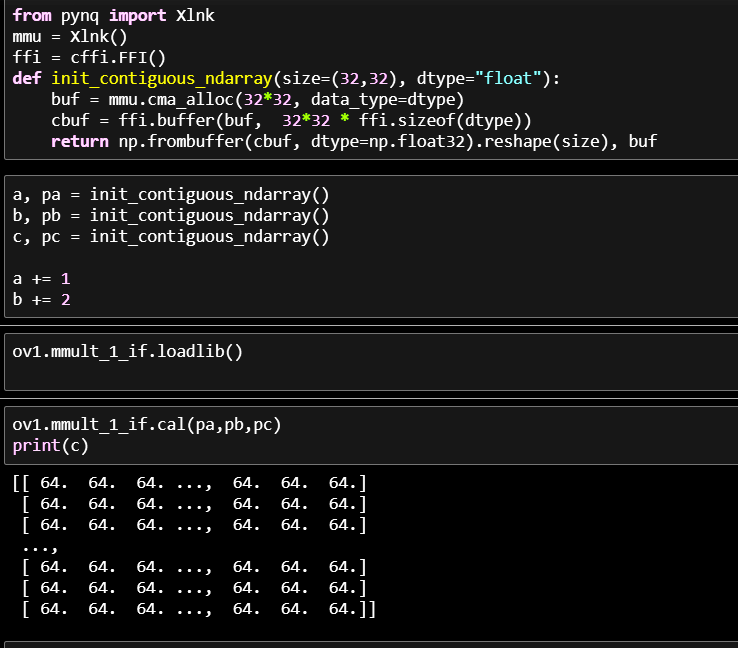 from pynq import Xlnk
mmu = Xlnk()
ffi = cffi.FFI()
def init_contiguous_ndarray(size=(32,32), dtype="float"):
    buf = mmu.cma_alloc(32*32, data_type=dtype)
    cbuf = ffi.buffer(buf,  32*32 * ffi.sizeof(dtype))
    return np.frombuffer(cbuf, dtype=np.float32).reshape(size), buf
a, pa = init_contiguous_ndarray()
b, pb = init_contiguous_ndarray()
c, pc = init_contiguous_ndarray()
a += 1
b += 2
ov1.mmult_1_if.loadlib()
ov1.mmult_1_if.cal(pa,pb,pc)
print(c)
[[ 64.  64.  64. ...,  64.  64.  64.]
 [ 64.  64.  64. ...,  64.  64.  64.]
 [ 64.  64.  64. ...,  64.  64.  64.]
 ...,
 [ 64.  64.  64. ...,  64.  64.  64.]
 [ 64.  64.  64. ...,  64.  64.  64.]
 [ 64.  64.  64. ...,  64.  64.  64.]]